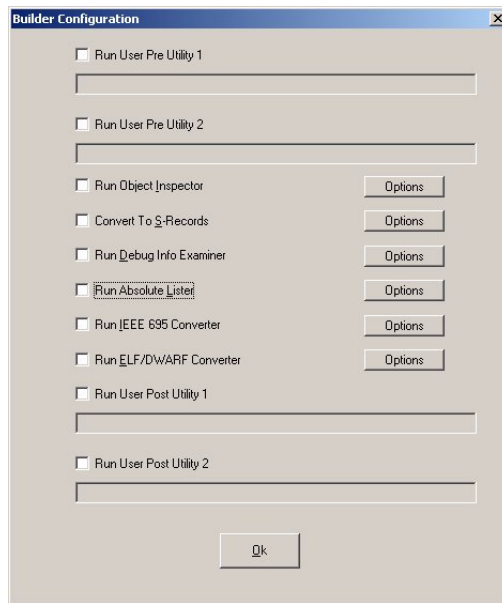 Builder Configuration
Run User Pre Utility 1
Run User Pre Utility 2
Run Object Inspector Options
Convert To S-Records Options
Run Debug Info Examiner Options
Run Absolute Lister Options
Run IEEE 695 Converter Options
Run ELF/DWARF Converter Options
Run User Post Utility 1
Run User Post Utility 2
Ok